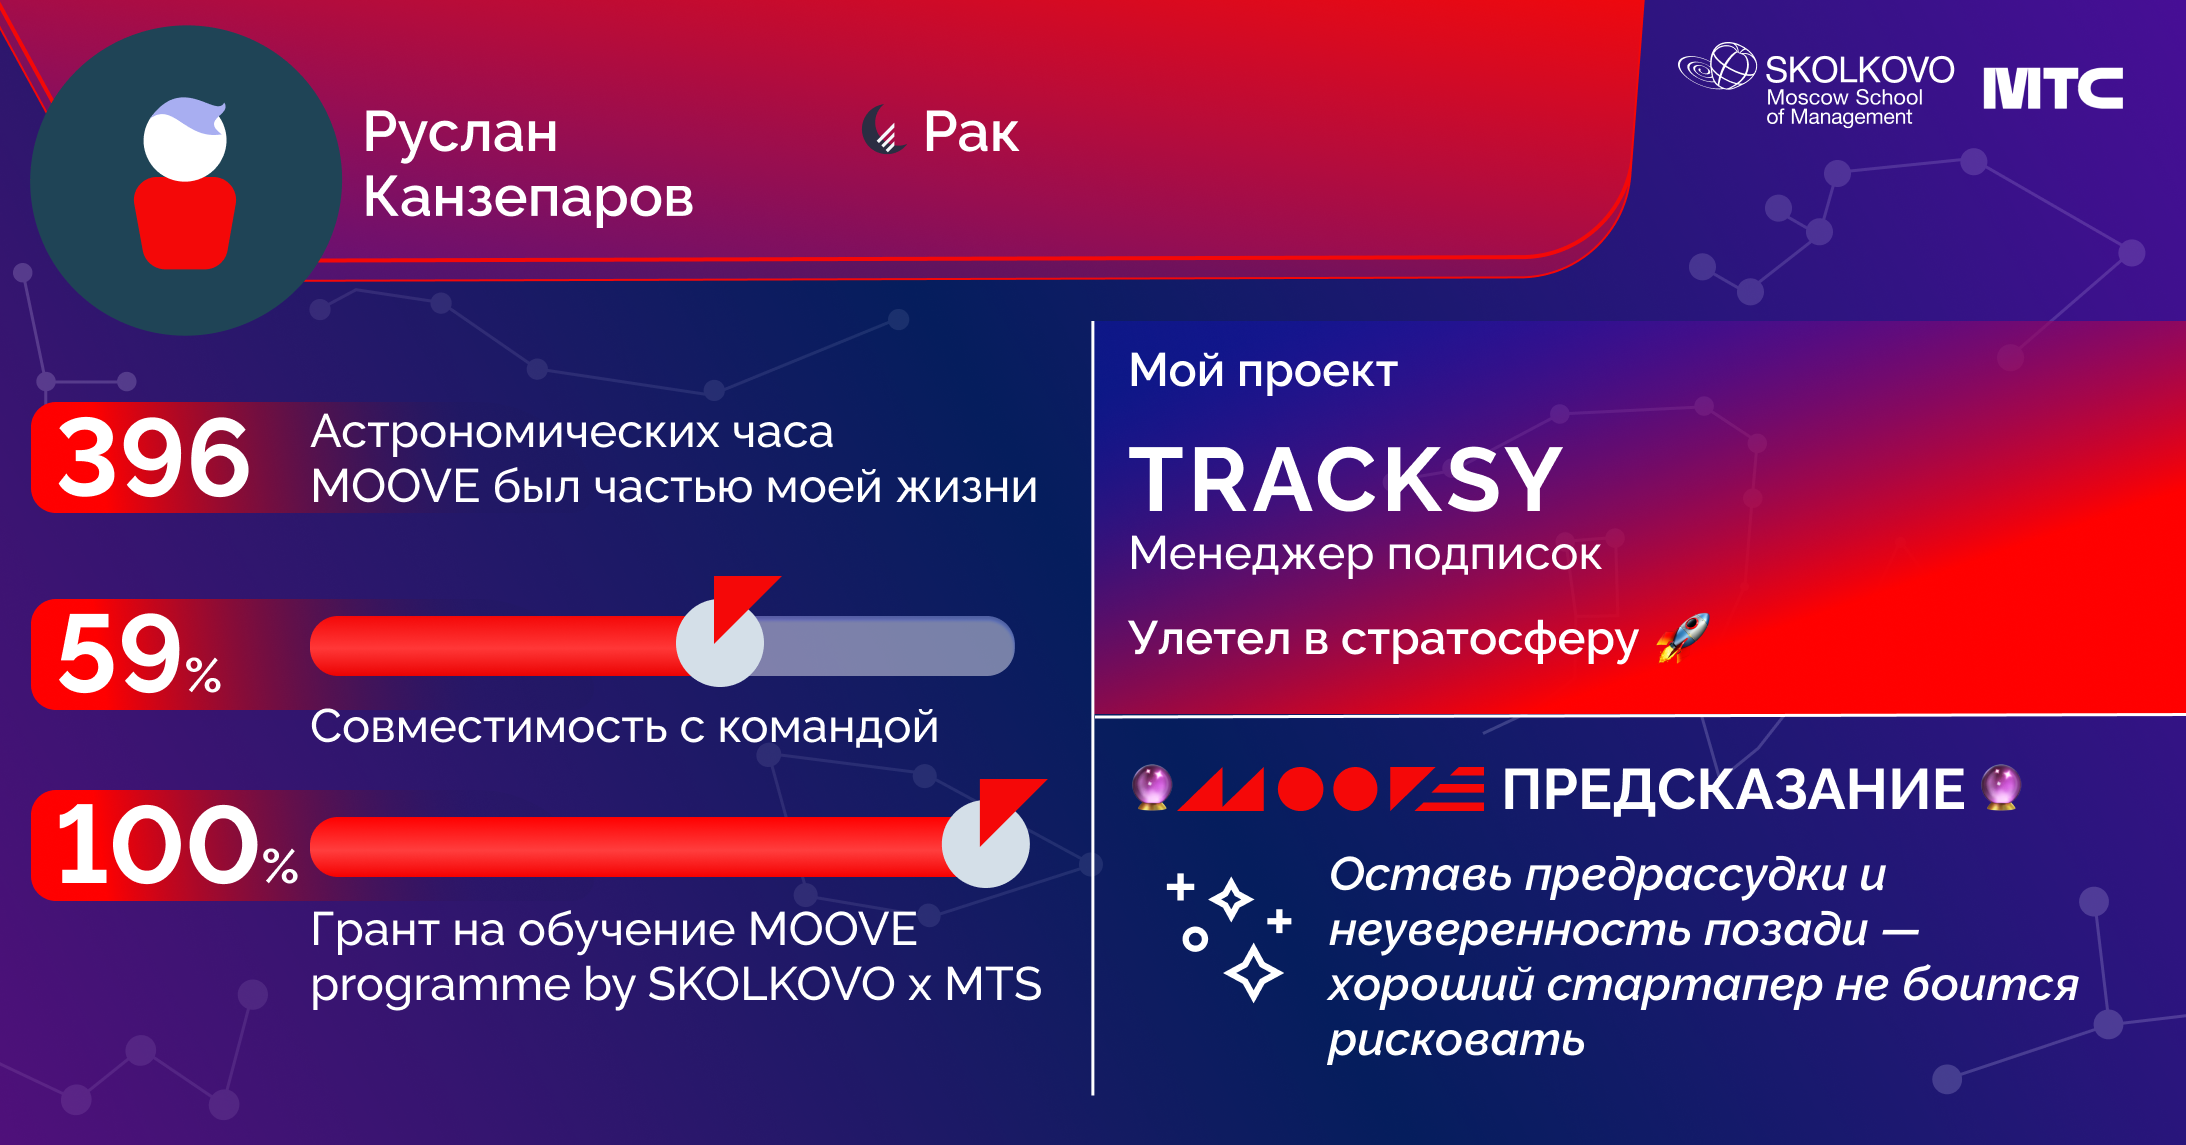 Руслан
Канзепаров
Рак
SKOLKOVO
Moscow School
of Management
МТС
396
Астрономических часа
MOOVE был частью моей жизни
59%
Совместимость с командой
100%
Грант на обучение MOOVE
programme by SKOLKOVO x MTS
Мой проект
TRACKSY
Менеджер подписок
Улетел в стратосферу 🚀
🔮 MOOVE ПРЕДСКАЗАНИЕ 🔮
Оставь предрассудки и
неуверенность позади —
хороший стартапер не боится
рисковать